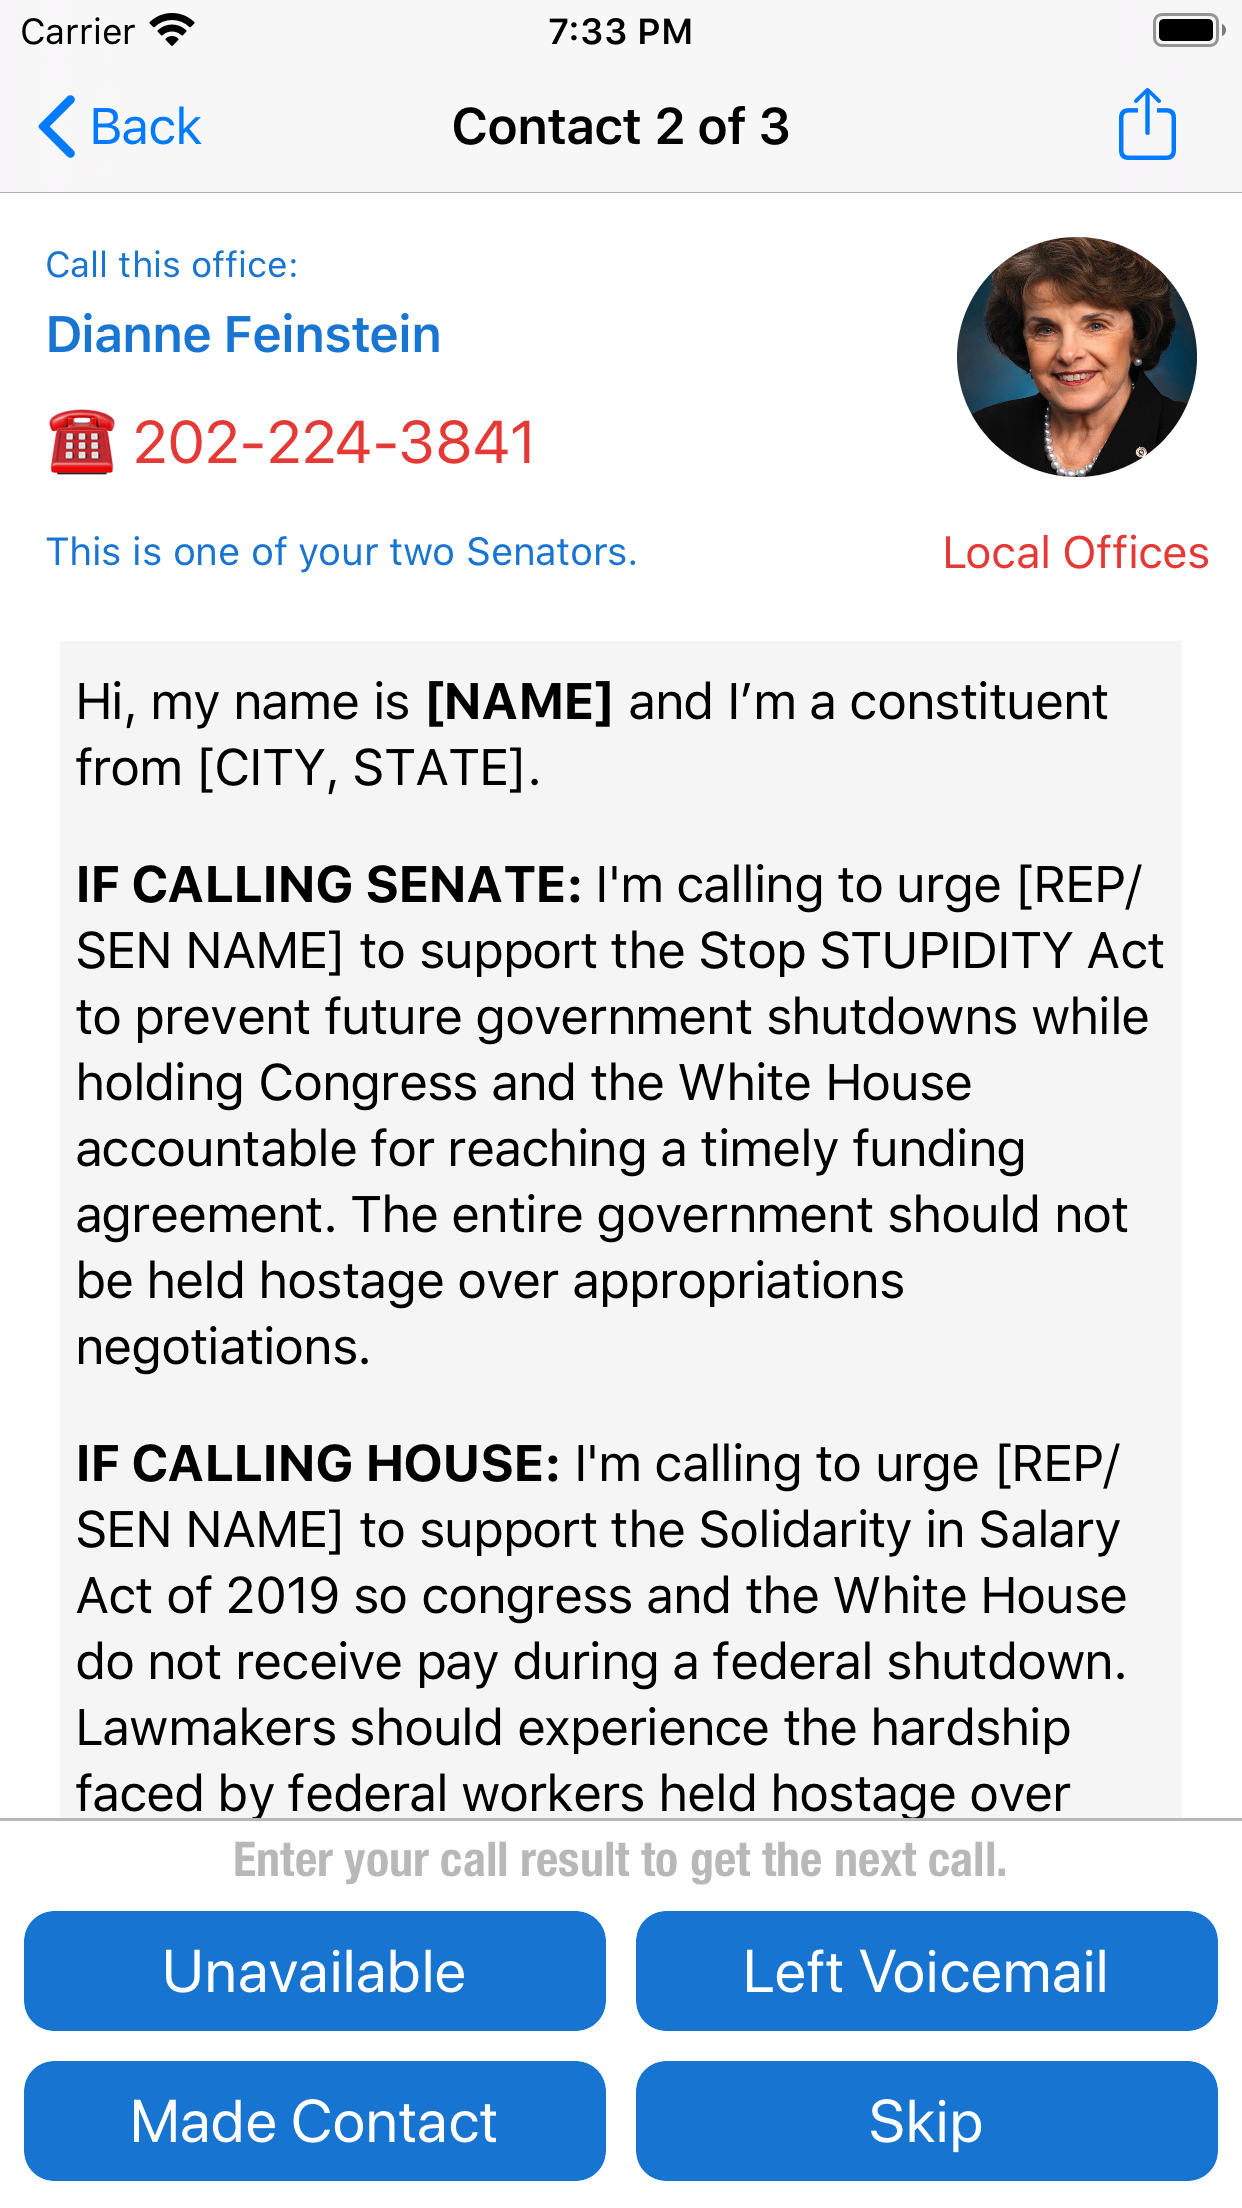 Carrier 7:33 PM
Back Contact 2 of 3
Call this office:
Dianne Feinstein
☎️ 202-224-3841
This is one of your two Senators. Local Offices
Hi, my name is [NAME] and I’m a constituent
from [CITY, STATE].
IF CALLING SENATE: I'm calling to urge [REP/
SEN NAME] to support the Stop STUPIDITY Act
to prevent future government shutdowns while
holding Congress and the White House
accountable for reaching a timely funding
agreement. The entire government should not
be held hostage over appropriations
negotiations.
IF CALLING HOUSE: I'm calling to urge [REP/
SEN NAME] to support the Solidarity in Salary
Act of 2019 so congress and the White House
do not receive pay during a federal shutdown.
Lawmakers should experience the hardship
faced by federal workers held hostage over
Enter your call result to get the next call.
Unavailable Left Voicemail
Made Contact Skip